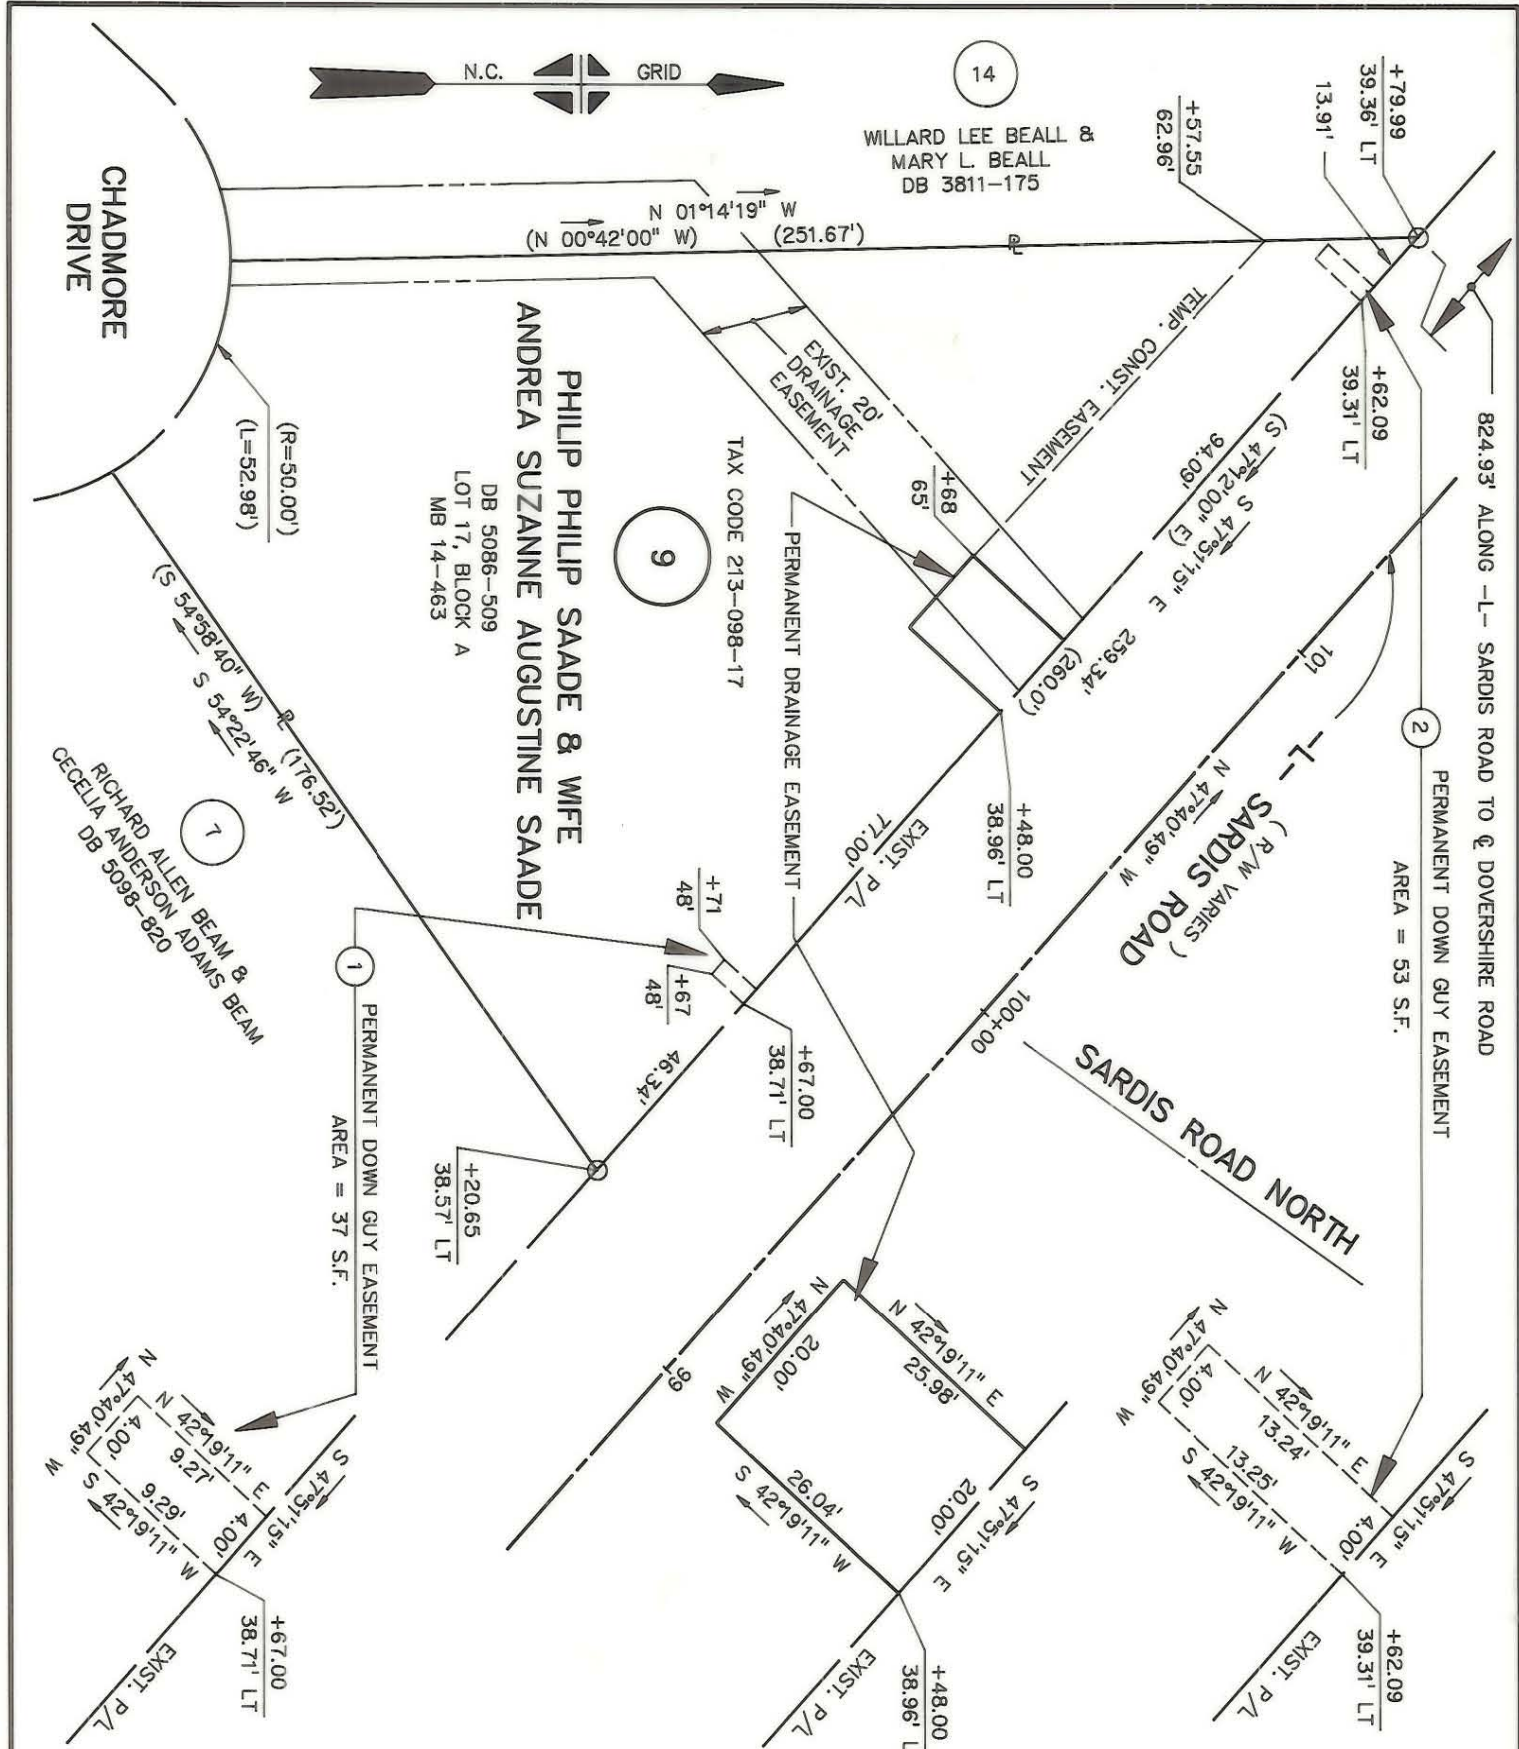 N.C. GRID
14
WILLARD LEE BEALL &
MARY L. BEALL
DB 3811-175
+57.55
62.96'
+79.99
39.36' LT
13.91'
824.93' ALONG -L- SARDIS ROAD TO ℄ DOVERSHIRE ROAD
CHADMORE
DRIVE
N 01°14'19" W
(N 00°42'00" W)
(251.67')
℞
TEMP. CONST. EASEMENT
+62.09
39.31' LT
2
PERMANENT DOWN GUY EASEMENT
AREA = 53 S.F.
EXIST. 20'
DRAINAGE
EASEMENT
+68
65'
(S 47°12'00" E)
94.09'
S 47°51'15" E
259.34'
(260.0')
(R=50.00')
(L=52.98')
PHILIP PHILIP SAADE & WIFE
ANDREA SUZANNE AUGUSTINE SAADE
DB 5086-509
LOT 17, BLOCK A
MB 14-463
9
TAX CODE 213-098-17
PERMANENT DRAINAGE EASEMENT
101
-L- SARDIS ROAD
( R/W VARIES )
N 47°40'49" W
100+00
99
SARDIS ROAD NORTH
+48.00
38.96' LT
EXIST. P/L
77.00'
+71
48'
+67
48'
+67.00
38.71' LT
46.34'
+20.65
38.57' LT
(S 54°58'40" W)
℞
(176.52')
S 54°22'46" W
7
RICHARD ALLEN BEAM &
CECELIA ANDERSON ADAMS BEAM
DB 5098-820
1
PERMANENT DOWN GUY EASEMENT
AREA = 37 S.F.
N 47°40'49" W
4.00'
N 42°19'11" E
13.24'
13.25'
S 42°19'11" W
S 47°51'15" E
4.00'
+62.09
39.31' LT
EXIST. P/L
N 47°40'49" W
20.00'
N 42°19'11" E
25.98'
26.04'
S 42°19'11" W
S 47°51'15" E
20.00'
+48.00
38.96' L
EXIST. P/L
N 47°40'49" W
4.00'
N 42°19'11" E
9.27'
9.29'
S 42°19'11" W
S 47°51'15" E
4.00'
+67.00
38.71' LT
EXIST. P/L